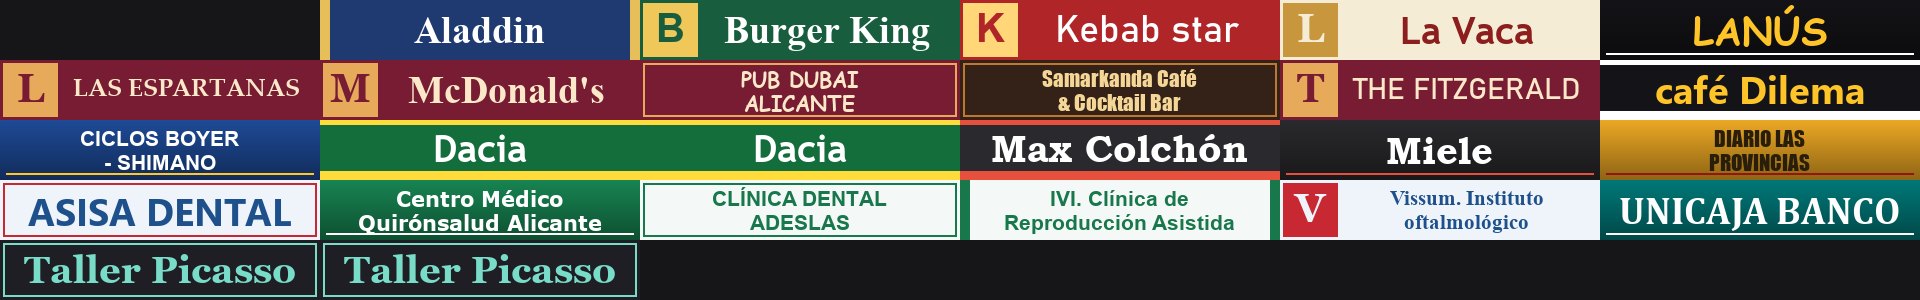 Aladdin
B Burger King
K Kebab star
L La Vaca
LANÚS
L LAS ESPARTANAS
M McDonald's
PUB DUBAI
ALICANTE
Samarkanda Café
& Cocktail Bar
T THE FITZGERALD
café Dilema
CICLOS BOYER
- SHIMANO
Dacia
Dacia
Max Colchón
Miele
DIARIO LAS
PROVINCIAS
ASISA DENTAL
Centro Médico
Quirónsalud Alicante
CLÍNICA DENTAL
ADESLAS
IVI. Clínica de
Reproducción Asistida
V Vissum. Instituto
oftalmológico
UNICAJA BANCO
Taller Picasso
Taller Picasso